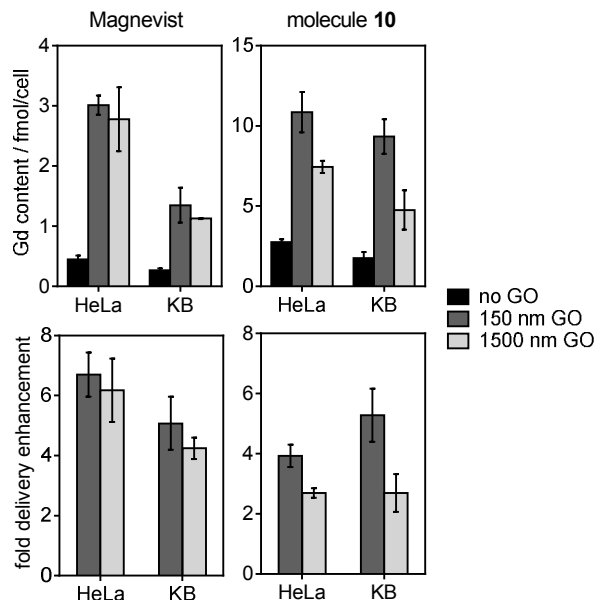 Magnevist
molecule 10
Gd content / fmol/cell
4
3
2
1
0
HeLa KB
15
10
5
0
HeLa KB
no GO
150 nm GO
1500 nm GO
fold delivery enhancement
8
6
4
2
0
HeLa KB
8
6
4
2
0
HeLa KB